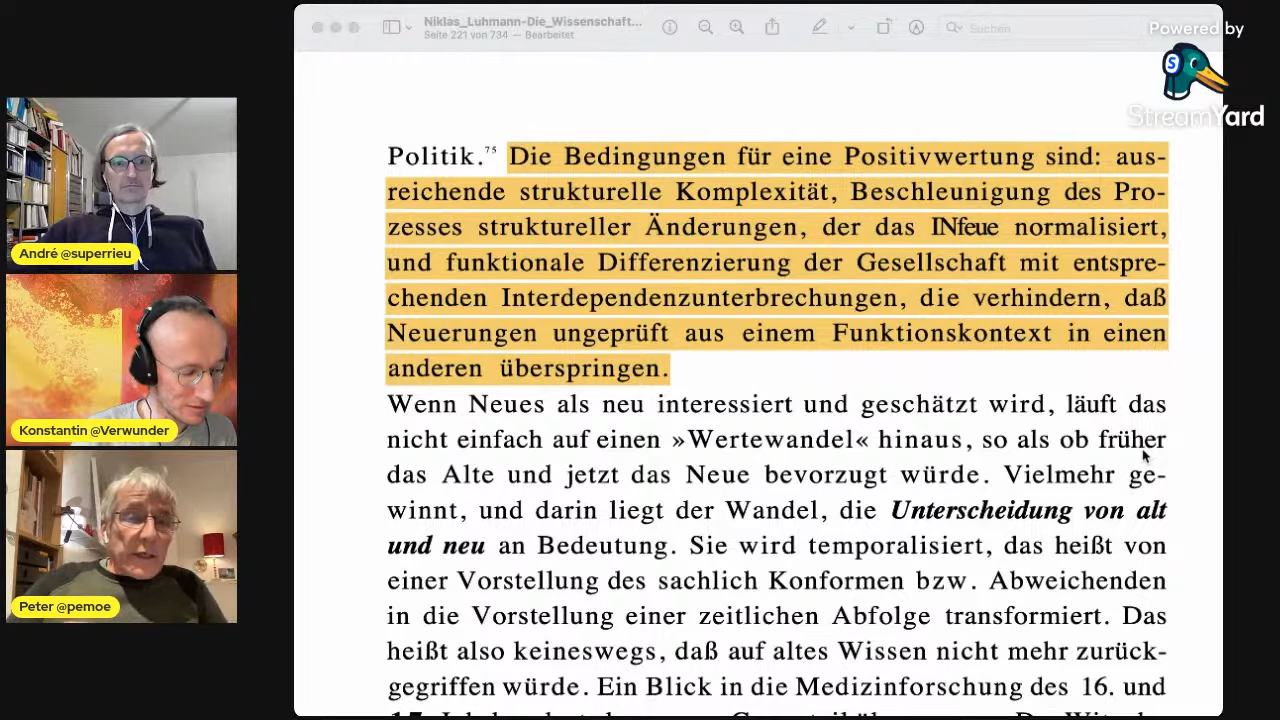 Niklas_Luhmann-Die_Wissenschaft...
Seite 221 von 734 — Bearbeitet
Suchen
Powered by
S
StreamYard
Politik.⁷⁵ Die Bedingungen für eine Positivwertung sind: aus-
reichende strukturelle Komplexität, Beschleunigung des Pro-
zesses struktureller Änderungen, der das INfeue normalisiert,
und funktionale Differenzierung der Gesellschaft mit entspre-
chenden Interdependenzunterbrechungen, die verhindern, daß
Neuerungen ungeprüft aus einem Funktionskontext in einen
anderen überspringen.
Wenn Neues als neu interessiert und geschätzt wird, läuft das
nicht einfach auf einen »Wertewandel« hinaus, so als ob früher
das Alte und jetzt das Neue bevorzugt würde. Vielmehr ge-
winnt, und darin liegt der Wandel, die Unterscheidung von alt
und neu an Bedeutung. Sie wird temporalisiert, das heißt von
einer Vorstellung des sachlich Konformen bzw. Abweichenden
in die Vorstellung einer zeitlichen Abfolge transformiert. Das
heißt also keineswegs, daß auf altes Wissen nicht mehr zurück-
gegriffen würde. Ein Blick in die Medizinforschung des 16. und
André @superrieu
Konstantin @Verwunder
Peter @pemoe